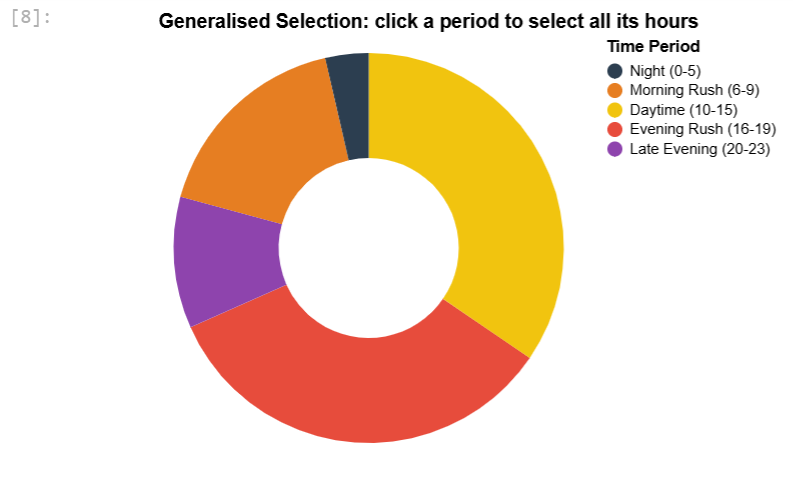 [8]:
Generalised Selection: click a period to select all its hours
Time Period
Night (0-5)
Morning Rush (6-9)
Daytime (10-15)
Evening Rush (16-19)
Late Evening (20-23)